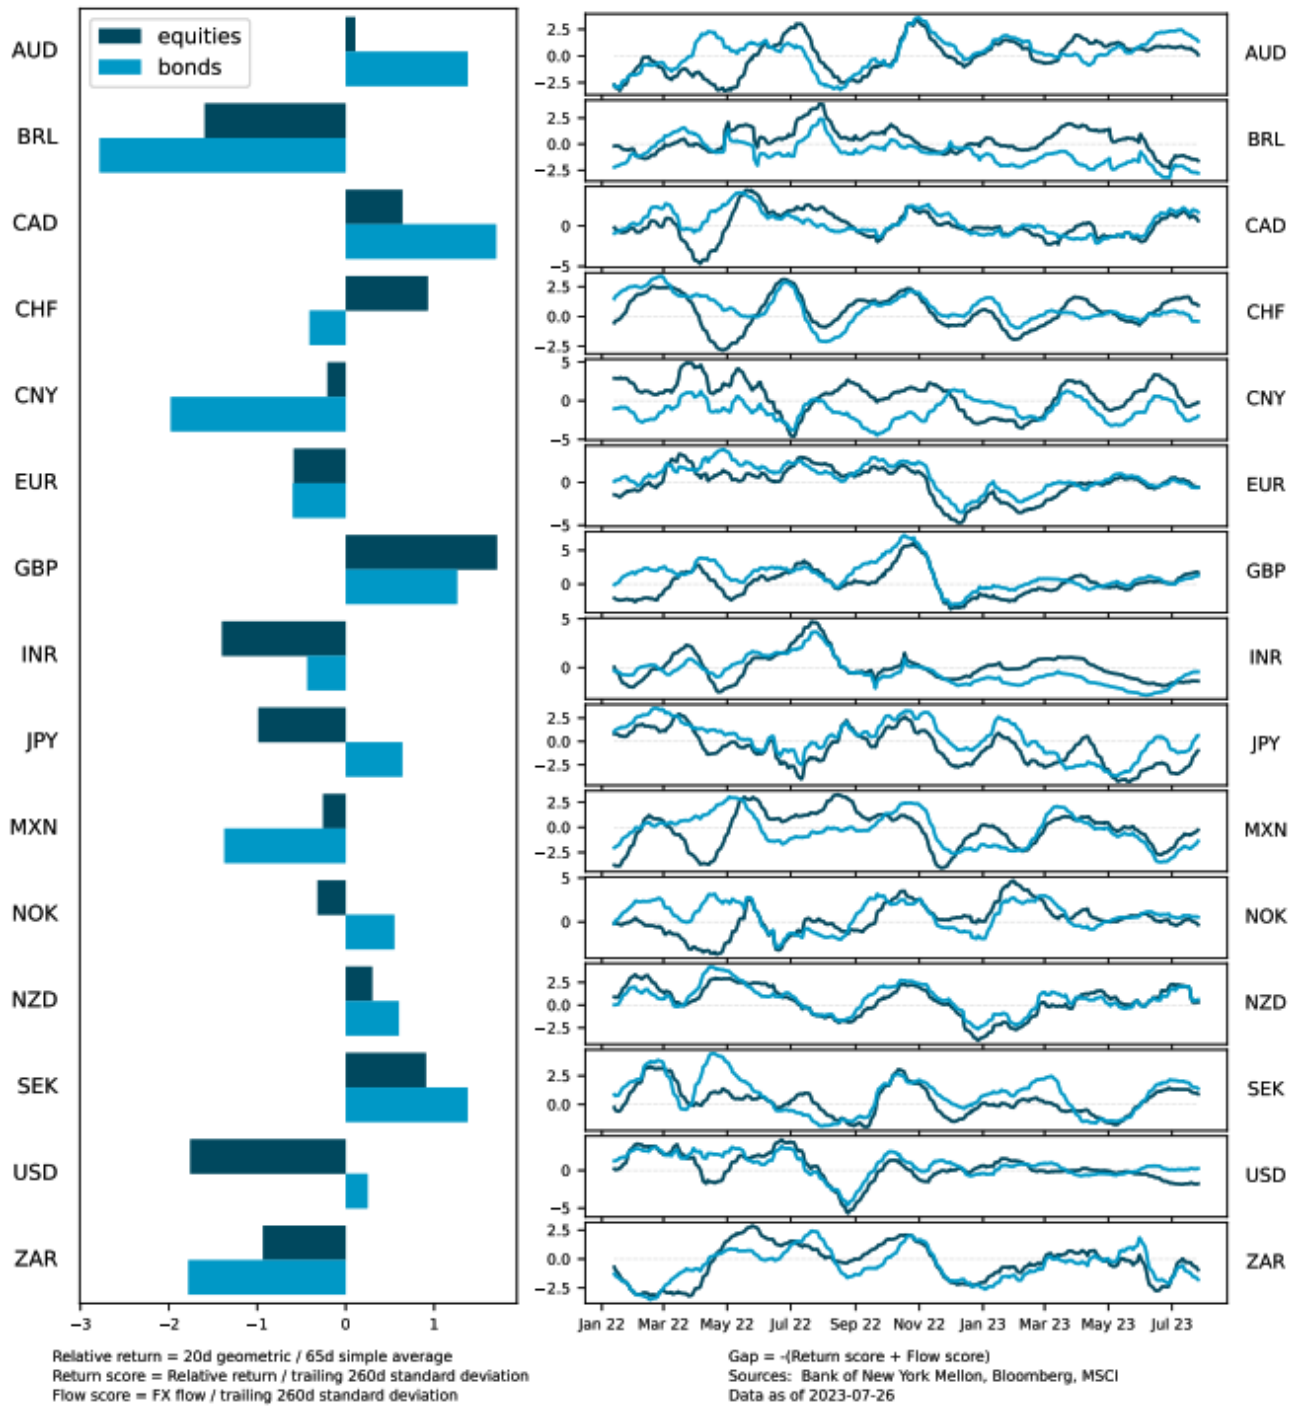 equities
bonds
AUD
BRL
CAD
CHF
CNY
EUR
GBP
INR
JPY
MXN
NOK
NZD
SEK
USD
ZAR
−3 −2 −1 0 1
2.5
0.0
−2.5
AUD
2.5
0.0
−2.5
BRL
0
−5
CAD
2.5
0.0
−2.5
CHF
5
0
−5
CNY
0
−5
EUR
5
0
GBP
5
0
INR
2.5
0.0
−2.5
JPY
2.5
0.0
−2.5
MXN
5
0
NOK
2.5
0.0
−2.5
NZD
2.5
0.0
SEK
0
−5
USD
2.5
0.0
−2.5
ZAR
Jan 22 Mar 22 May 22 Jul 22 Sep 22 Nov 22 Jan 23 Mar 23 May 23 Jul 23
Relative return = 20d geometric / 65d simple average
Return score = Relative return / trailing 260d standard deviation
Flow score = FX flow / trailing 260d standard deviation
Gap = -(Return score + Flow score)
Sources: Bank of New York Mellon, Bloomberg, MSCI
Data as of 2023-07-26